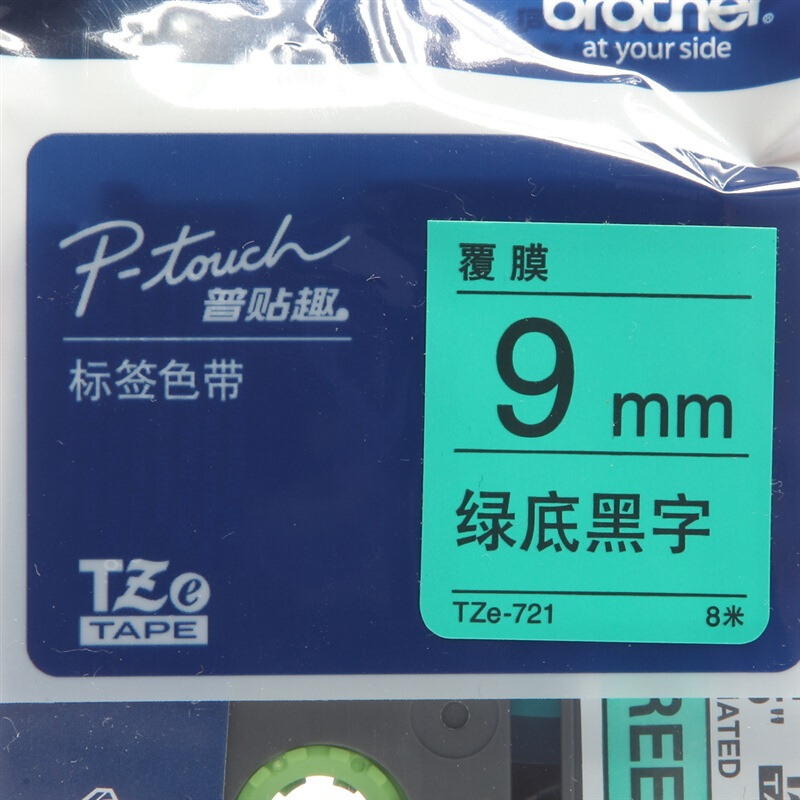 brother
at your side
P-touch
普贴趣
标签色带
TZe
TAPE
覆膜
9 mm
绿底黑字
TZe-721
8米
REE